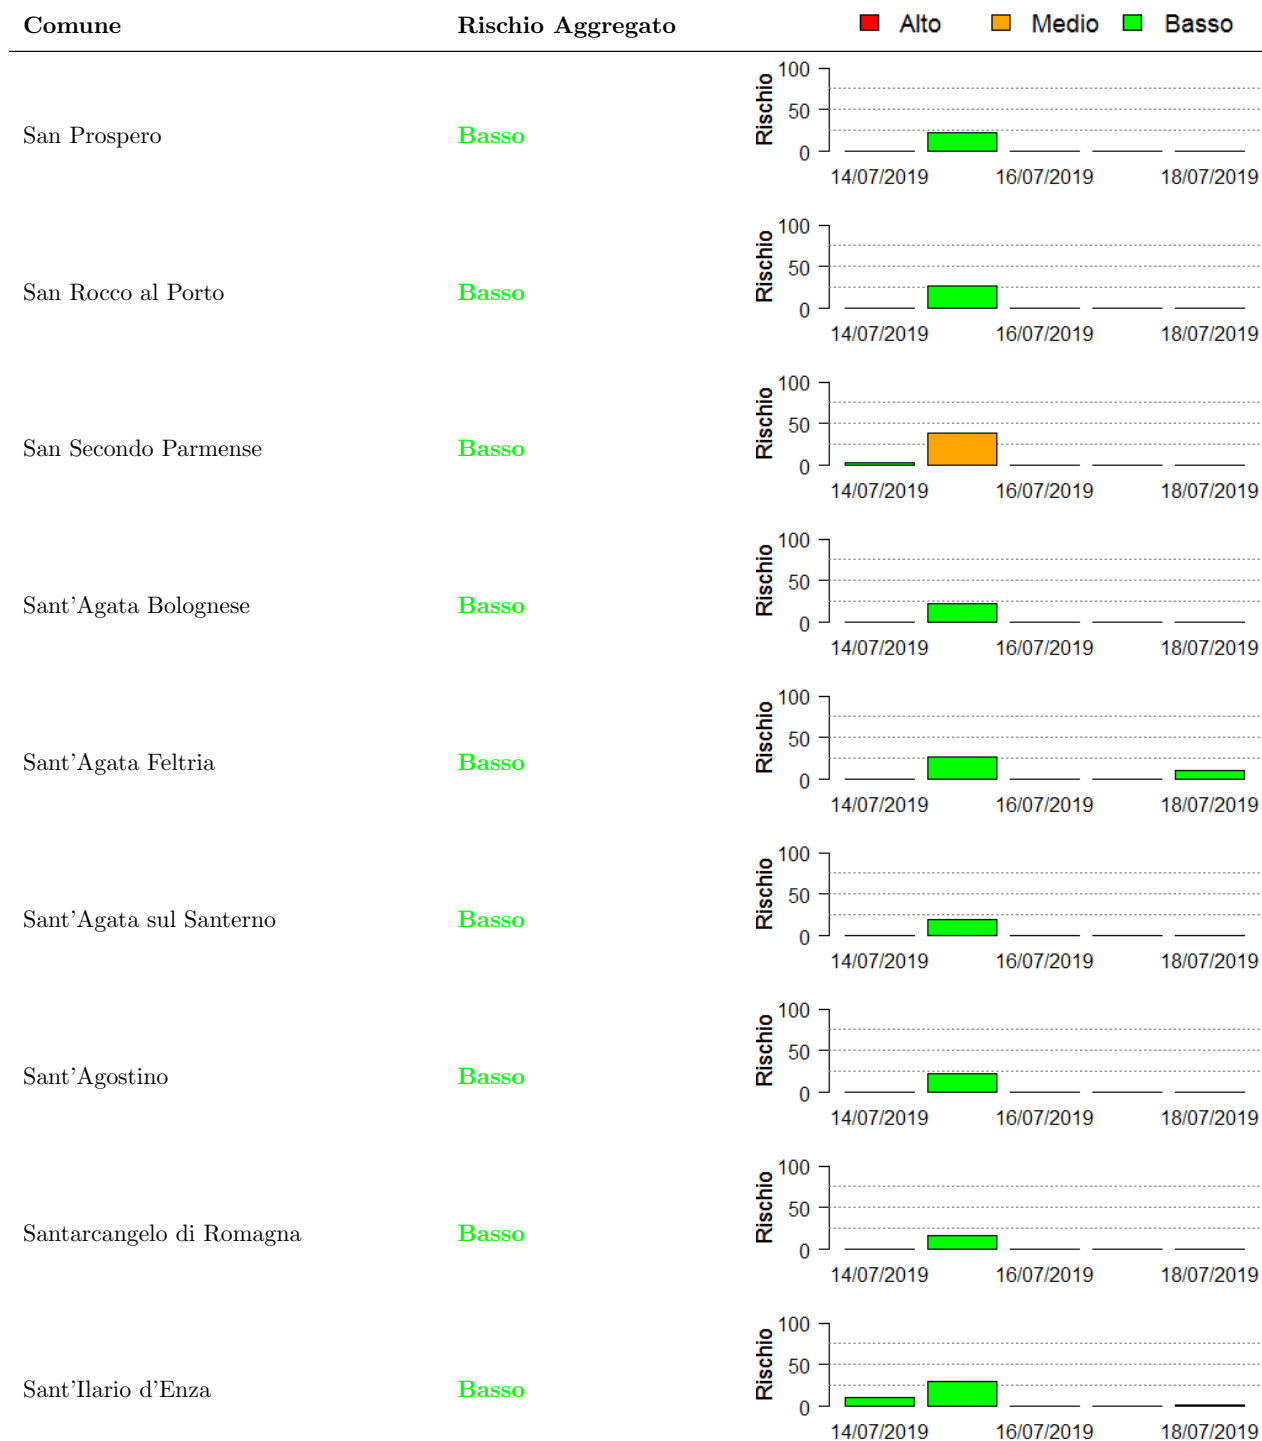 Comune Rischio Aggregato Alto Medio Basso
100
50
0
Rischio
San Prospero Basso
14/07/2019 16/07/2019 18/07/2019
100
50
0
Rischio
San Rocco al Porto Basso
14/07/2019 16/07/2019 18/07/2019
100
50
0
Rischio
San Secondo Parmense Basso
14/07/2019 16/07/2019 18/07/2019
100
50
0
Rischio
Sant'Agata Bolognese Basso
14/07/2019 16/07/2019 18/07/2019
100
50
0
Rischio
Sant'Agata Feltria Basso
14/07/2019 16/07/2019 18/07/2019
100
50
0
Rischio
Sant'Agata sul Santerno Basso
14/07/2019 16/07/2019 18/07/2019
100
50
0
Rischio
Sant'Agostino Basso
14/07/2019 16/07/2019 18/07/2019
100
50
0
Rischio
Santarcangelo di Romagna Basso
14/07/2019 16/07/2019 18/07/2019
100
50
0
Rischio
Sant'Ilario d'Enza Basso
14/07/2019 16/07/2019 18/07/2019